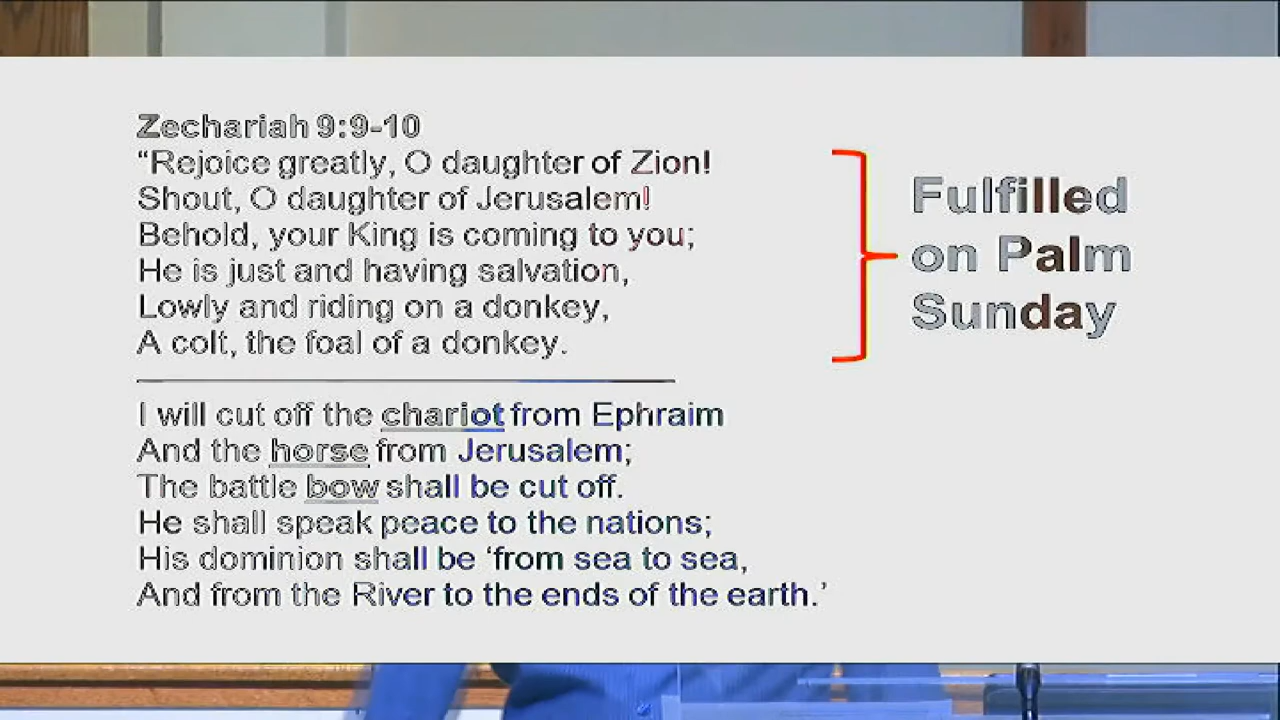 Zechariah 9:9-10
“Rejoice greatly, O daughter of Zion!
Shout, O daughter of Jerusalem!
Behold, your King is coming to you;
He is just and having salvation,
Lowly and riding on a donkey,
A colt, the foal of a donkey.
Fulfilled
on Palm
Sunday
I will cut off the chariot from Ephraim
And the horse from Jerusalem;
The battle bow shall be cut off.
He shall speak peace to the nations;
His dominion shall be ‘from sea to sea,
And from the River to the ends of the earth.’